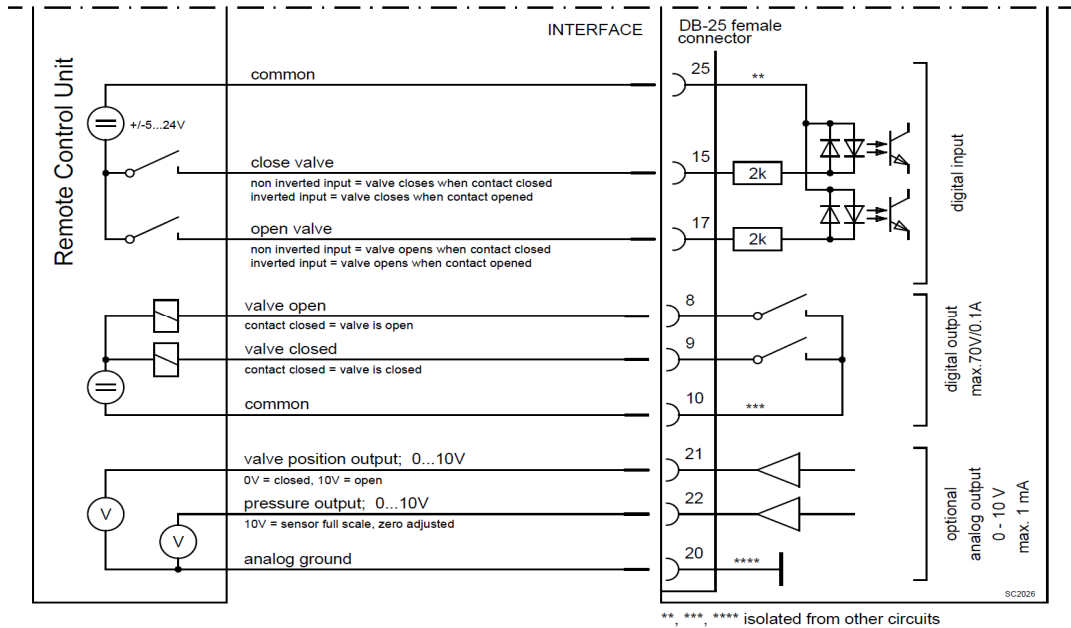 INTERFACE
DB-25 female
connector
Remote Control Unit
common
25
**
+/-5...24V
close valve
non inverted input = valve closes when contact closed
inverted input = valve closes when contact opened
15
2k
open valve
non inverted input = valve opens when contact closed
inverted input = valve opens when contact opened
17
2k
digital input
valve open
contact closed = valve is open
8
valve closed
contact closed = valve is closed
9
common
10
***
digital output
max.70V/0.1A
valve position output; 0...10V
0V = closed, 10V = open
21
V
pressure output; 0...10V
10V = sensor full scale, zero adjusted
22
V
analog ground
20
****
optional
analog output
0 - 10 V
max. 1 mA
SC2026
**, ***, **** isolated from other circuits